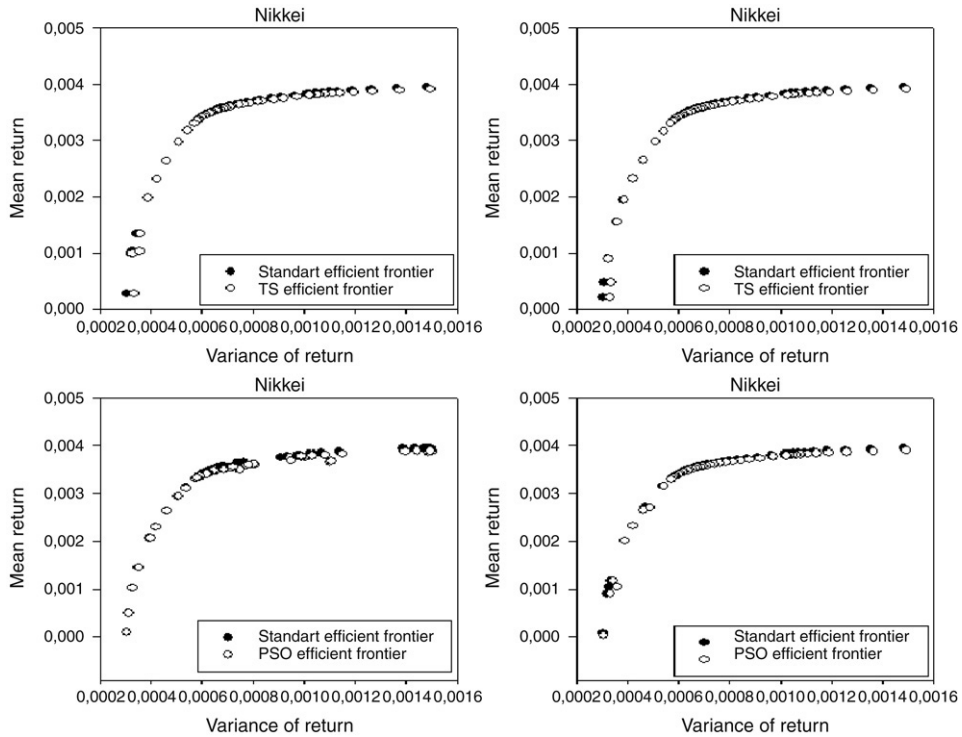 Nikkei
0,005
0,004
0,003
0,002
0,001
0,000
Mean return
Standart efficient frontier
TS efficient frontier
0,0002 0,0004 0,0006 0,0008 0,0010 0,0012 0,0014 0,0016
Variance of return
Nikkei
0,005
0,004
0,003
0,002
0,001
0,000
Mean return
Standart efficient frontier
TS efficient frontier
0,0002 0,0004 0,0006 0,0008 0,0010 0,0012 0,0014 0,0016
Variance of return
Nikkei
0,005
0,004
0,003
0,002
0,001
0,000
Mean return
Standart efficient frontier
PSO efficient frontier
0,0002 0,0004 0,0006 0,0008 0,0010 0,0012 0,0014 0,0016
Variance of return
Nikkei
0,005
0,004
0,003
0,002
0,001
0,000
Mean return
Standart efficient frontier
PSO efficient frontier
0,0002 0,0004 0,0006 0,0008 0,0010 0,0012 0,0014 0,0016
Variance of return